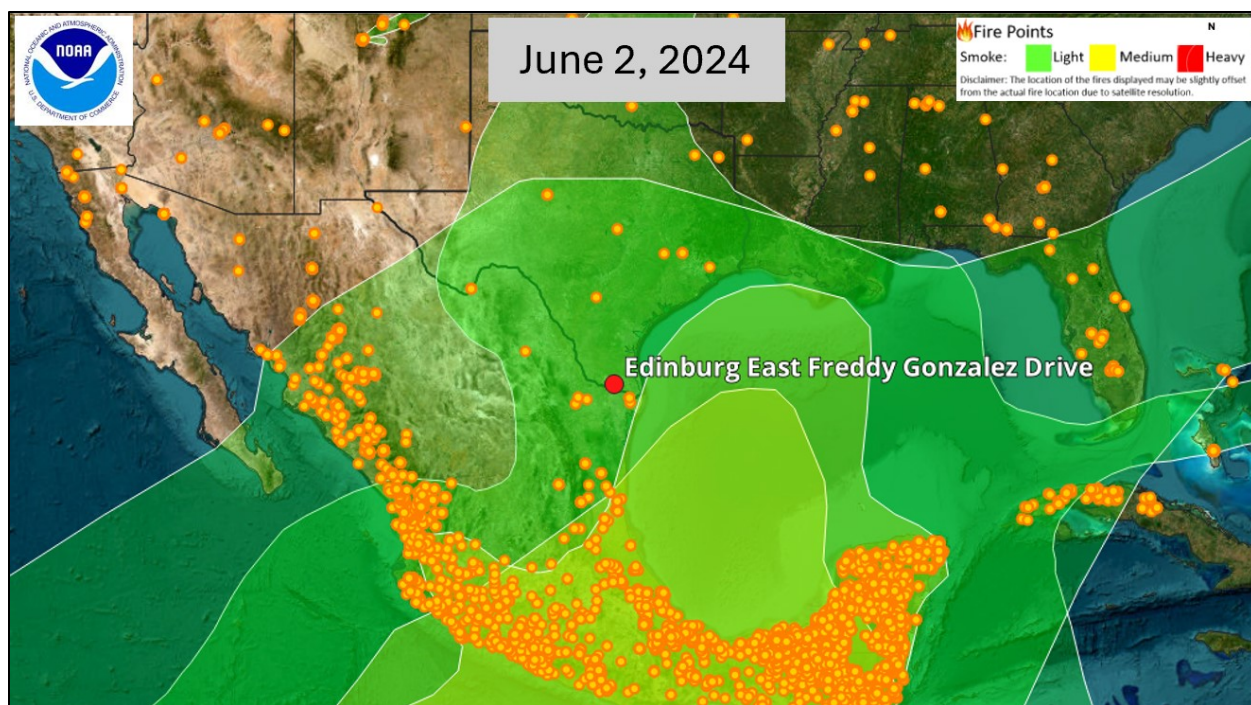 NATIONAL OCEANIC AND ATMOSPHERIC ADMINISTRATION
NOAA
U.S. DEPARTMENT OF COMMERCE
June 2, 2024
N
Fire Points
Smoke: Light Medium Heavy
Disclaimer: The location of the fires displayed may be slightly offset
from the actual fire location due to satellite resolution.
Edinburg East Freddy Gonzalez Drive